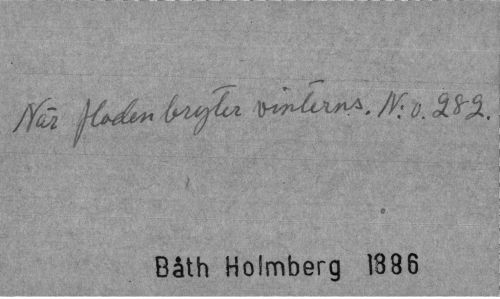 När floden bryter vinterns. N:o. 282.
Båth Holmberg 1886